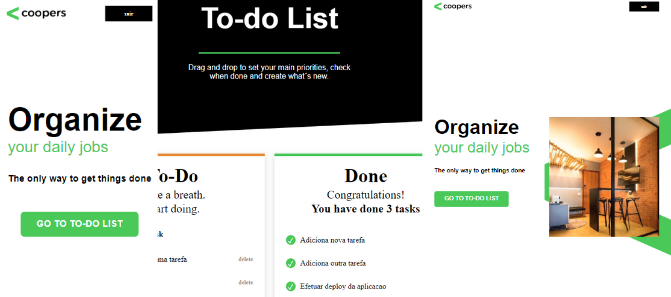 coopers
sair
Organize
your daily jobs
The only way to get things done
GO TO TO-DO LIST
To-do List
Drag and drop to set your main priorities, check
when done and create what´s new.
To-Do
e a breath.
art doing.
sk
ma tarefa
delete
delete
Done
Congratulations!
You have done 3 tasks
Adiciona nova tarefa
Adiciona outra tarefa
Efetuar deploy da aplicacao
coopers
sair
Organize
your daily jobs
The only way to get things done
GO TO TO-DO LIST